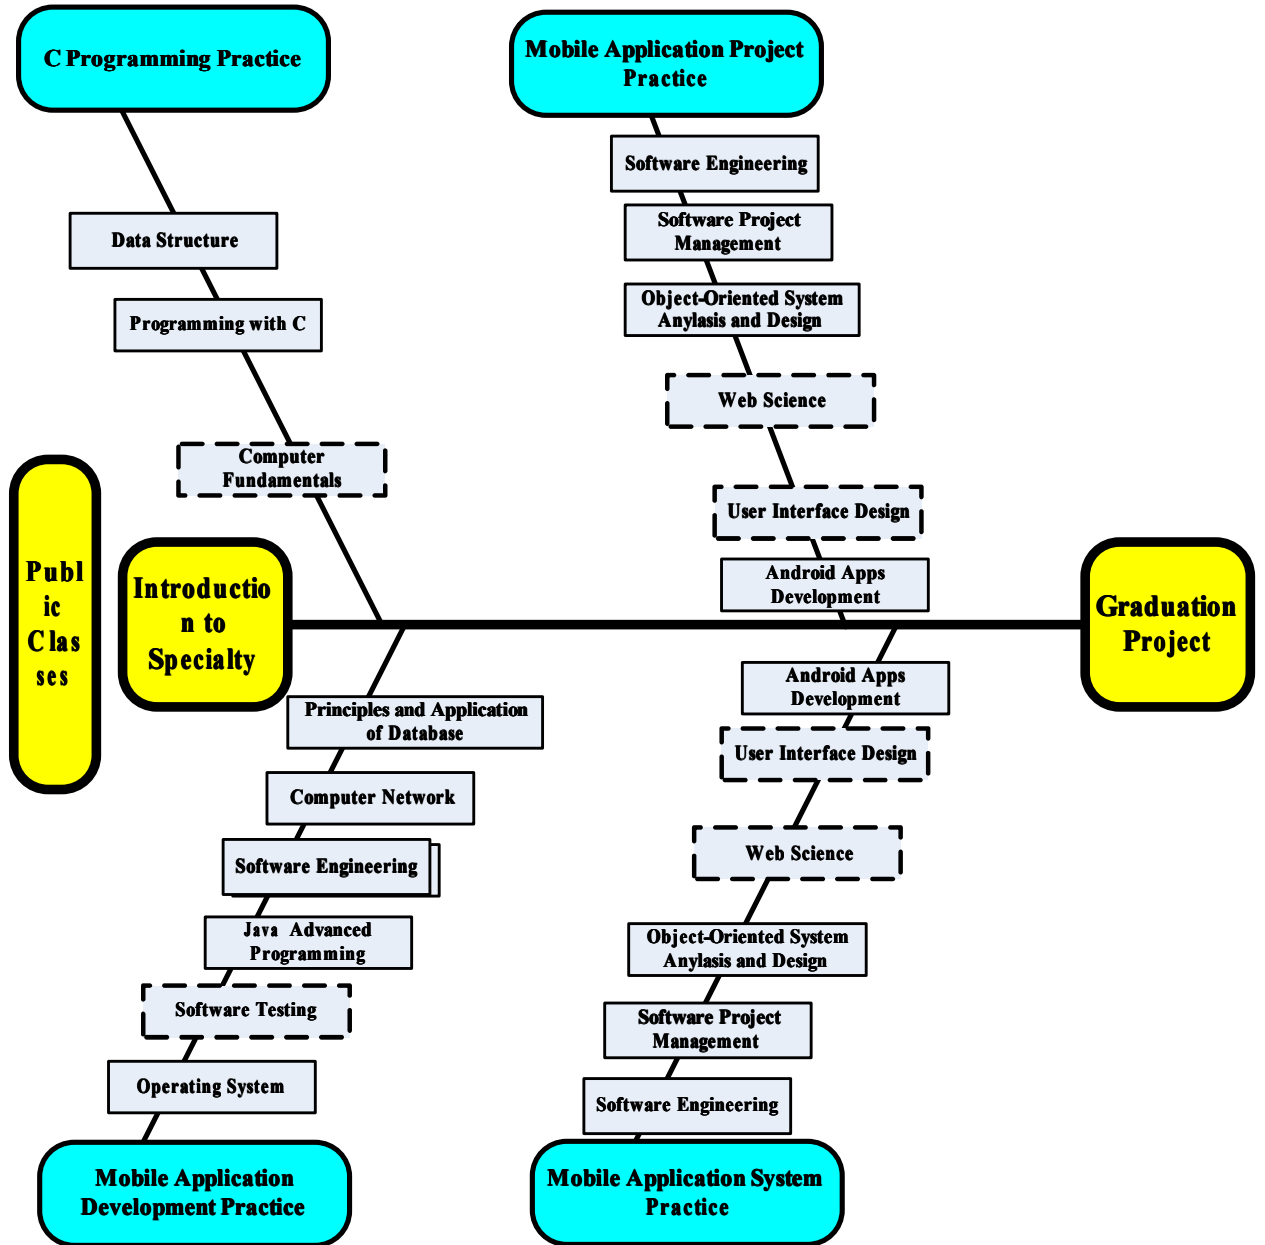 C Programming Practice
Mobile Application Project
Practice
Software Engineering
Software Project
Management
Object-Oriented System
Anylasis and Design
Web Science
User Interface Design
Android Apps
Development
Data Structure
Programming with C
Computer
Fundamentals
Publ
ic
Clas
ses
Introductio
n to
Specialty
Graduation
Project
Principles and Application
of Database
Computer Network
Software Engineering
Java Advanced
Programming
Software Testing
Operating System
Mobile Application
Development Practice
Android Apps
Development
User Interface Design
Web Science
Object-Oriented System
Anylasis and Design
Software Project
Management
Software Engineering
Mobile Application System
Practice